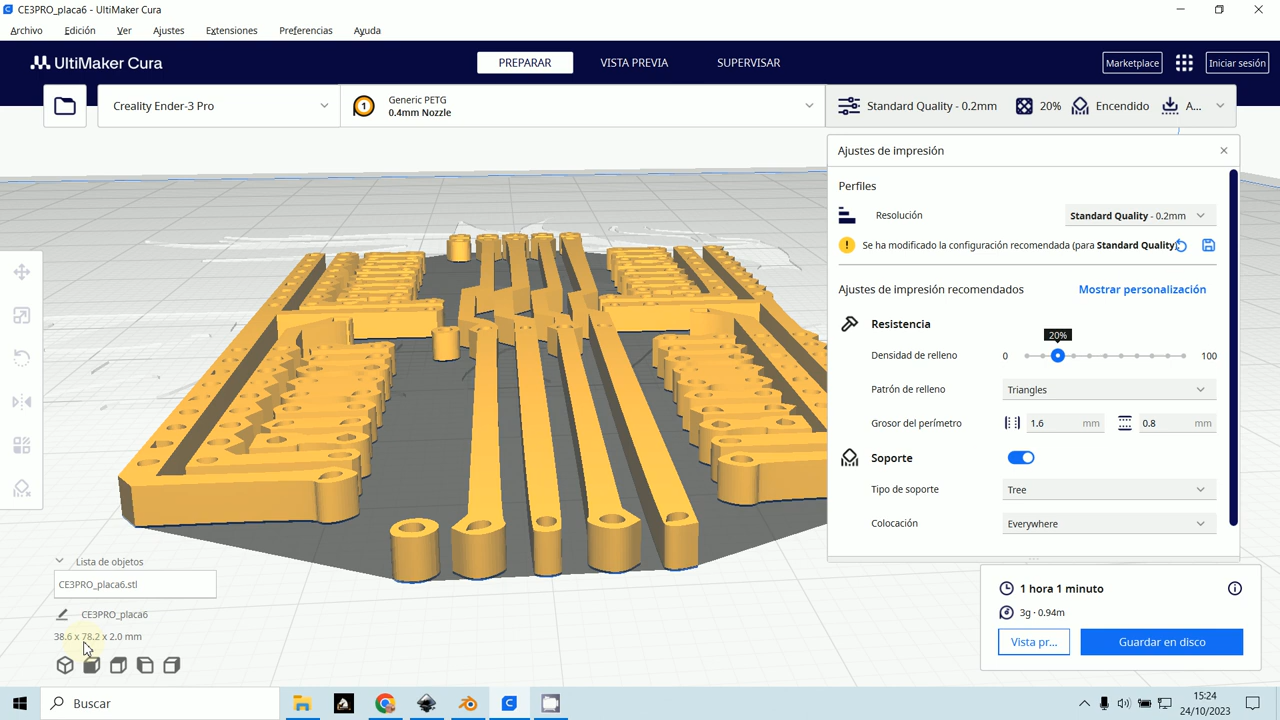 CE3PRO_placa6 - UltiMaker Cura
Archivo Edición Ver Ajustes Extensiones Preferencias Ayuda
UltiMaker Cura PREPARAR VISTA PREVIA SUPERVISAR Marketplace Iniciar sesión
Creality Ender-3 Pro
1
Generic PETG
0.4mm Nozzle
Standard Quality - 0.2mm 20% Encendido A...
Ajustes de impresión
Perfiles
Resolución Standard Quality - 0.2mm
! Se ha modificado la configuración recomendada (para Standard Quality
Ajustes de impresión recomendados Mostrar personalización
Resistencia
20%
Densidad de relleno 0 100
Patrón de relleno Triangles
Grosor del perímetro 1.6 mm 0.8 mm
Soporte
Tipo de soporte Tree
Colocación Everywhere
Lista de objetos
CE3PRO_placa6.stl
CE3PRO_placa6
38.6 x 78.2 x 2.0 mm
1 hora 1 minuto
3g · 0.94m
Vista pr... Guardar en disco
Buscar
15:24
24/10/2023